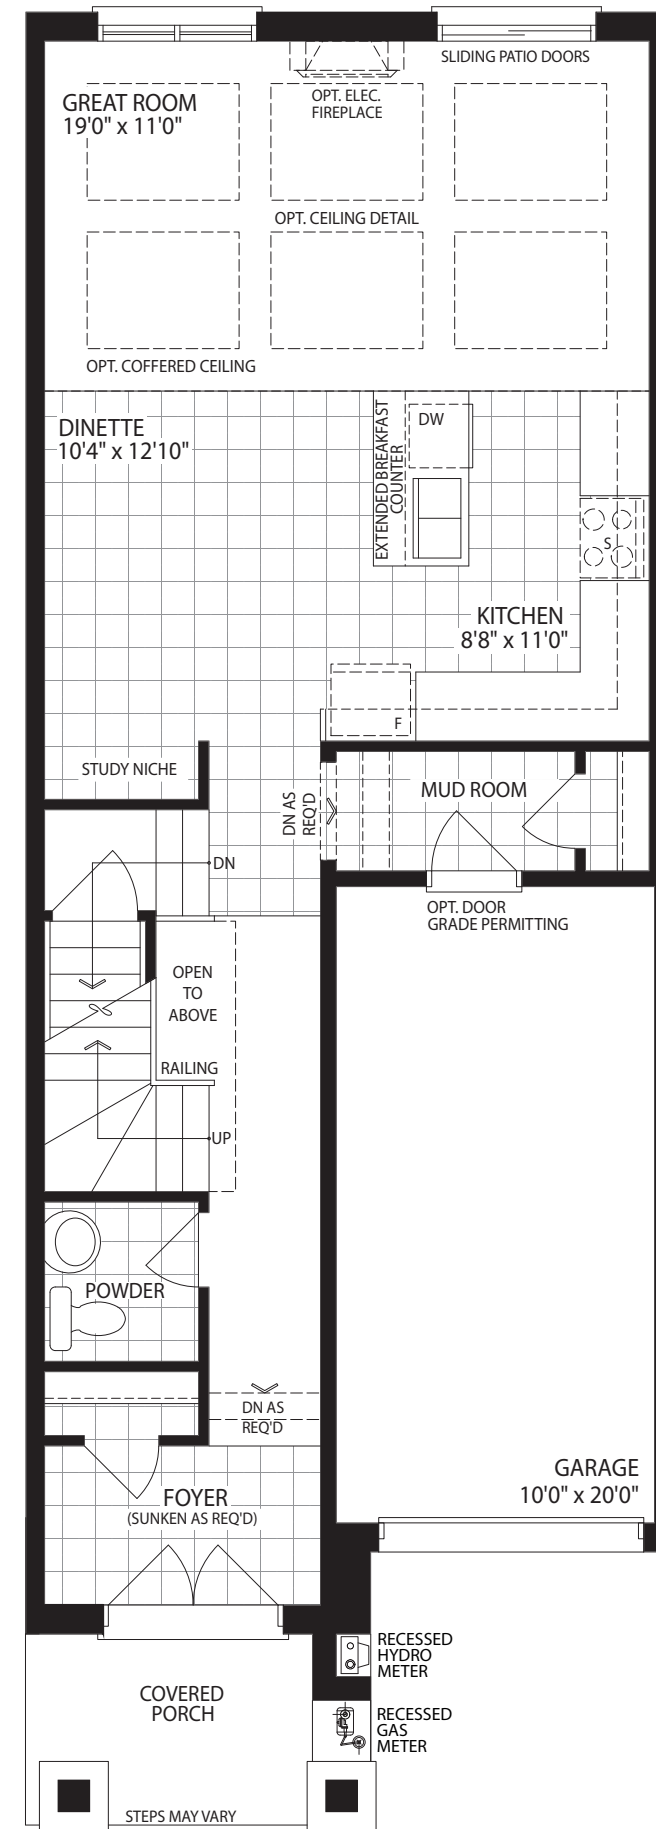 SLIDING PATIO DOORS
GREAT ROOM
19'0" x 11'0"
OPT. ELEC.
FIREPLACE
OPT. CEILING DETAIL
OPT. COFFERED CEILING
DINETTE
10'4" x 12'10"
EXTENDED BREAKFAST
COUNTER
DW
S
KITCHEN
8'8" x 11'0"
F
STUDY NICHE
DN AS
REQ'D
MUD ROOM
DN
OPT. DOOR
GRADE PERMITTING
OPEN
TO
ABOVE
RAILING
UP
POWDER
DN AS
REQ'D
GARAGE
10'0" x 20'0"
FOYER
(SUNKEN AS REQ'D)
RECESSED
HYDRO
METER
COVERED
PORCH
RECESSED
GAS
METER
STEPS MAY VARY